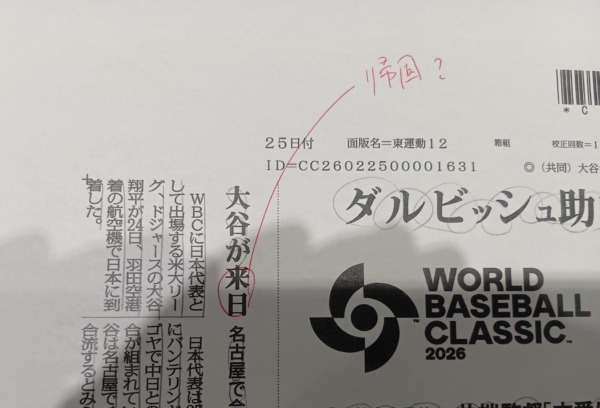 帰国?
* C
25日付 面版名=東運動12 箱組 校正回数=1
ID=CC26022500001631 ◎(共同)大谷
ダルビッシュ助
WORLD
BASEBALL
CLASSIC™
2026
大谷が来日
名古屋で
WBCに日本代表と
して出場する米大リー
グ、ドジャースの大谷
翔平が24日、羽田空港
着の航空機で日本に到
着した。
日本代表は
にバンテリン
ゴヤで中日との
合が組まれてい
谷は名古屋で
合流するとみ